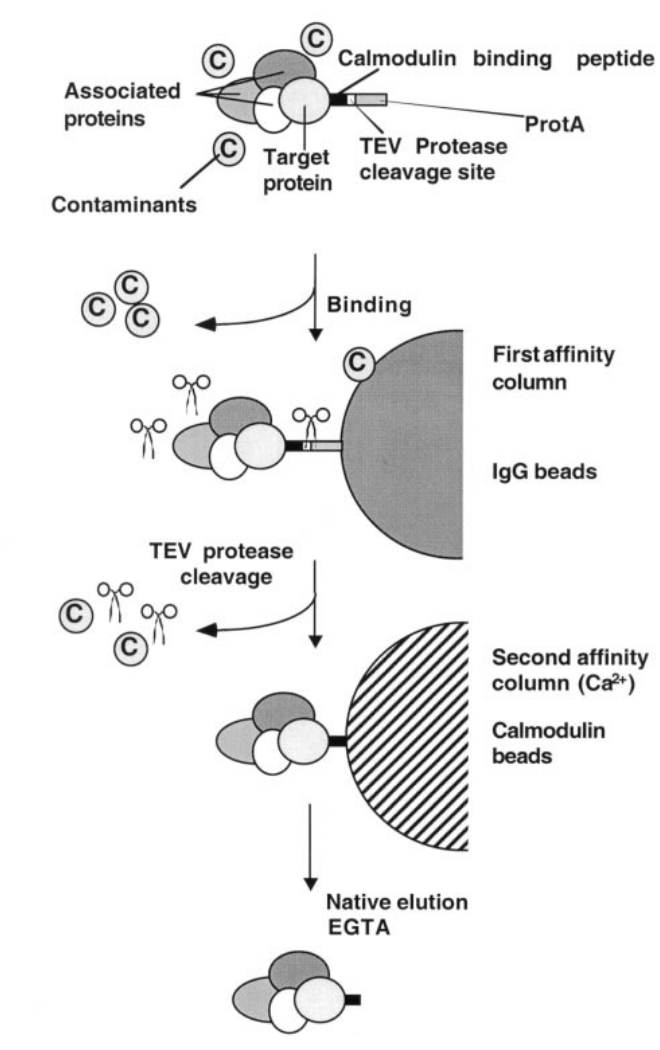 C
C
Calmodulin binding peptide
Associated
proteins
ProtA
C
Target
protein
TEV Protease
cleavage site
Contaminants
C
C
C
Binding
C
First affinity
column
IgG beads
TEV protease
cleavage
C
C
Second affinity
column (Ca²⁺)
Calmodulin
beads
Native elution
EGTA